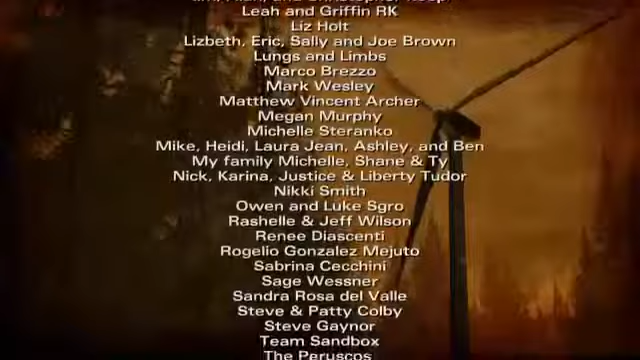 Leah and Griffin RK
Liz Holt
Lizbeth, Eric, Sally and Joe Brown
Lungs and Limbs
Marco Brezzo
Mark Wesley
Matthew Vincent Archer
Megan Murphy
Michelle Steranko
Mike, Heidi, Laura Jean, Ashley, and Ben
My family Michelle, Shane & Ty
Nick, Karina, Justice & Liberty Tudor
Nikki Smith
Owen and Luke Sgro
Rashelle & Jeff Wilson
Renee Diascenti
Rogelio Gonzalez Mejuto
Sabrina Cecchini
Sage Wessner
Sandra Rosa del Valle
Steve & Patty Colby
Steve Gaynor
Team Sandbox
The Peruscos